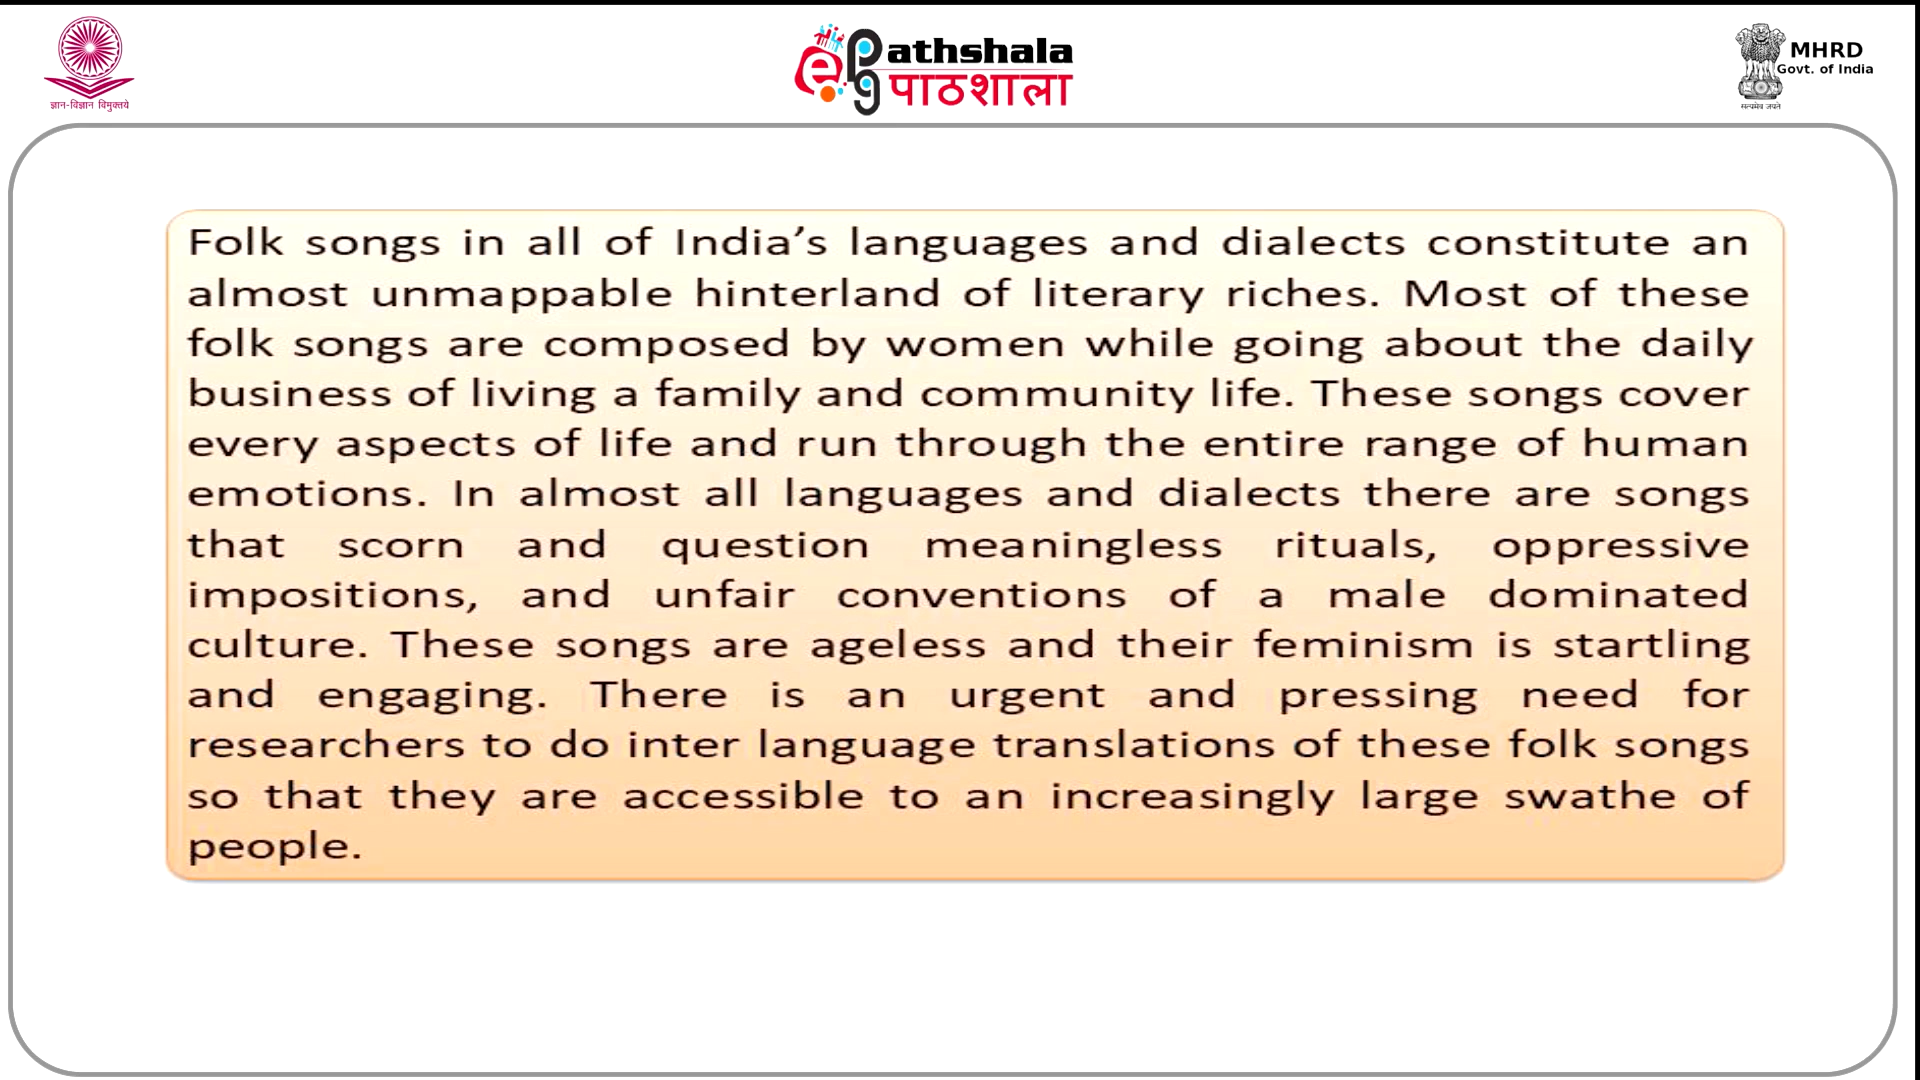 ज्ञान-विज्ञान विमुक्तये
e pg Pathshala
पाठशाला
MHRD
Govt. of India
सत्यमेव जयते
Folk songs in all of India’s languages and dialects constitute an
almost unmappable hinterland of literary riches. Most of these
folk songs are composed by women while going about the daily
business of living a family and community life. These songs cover
every aspects of life and run through the entire range of human
emotions. In almost all languages and dialects there are songs
that scorn and question meaningless rituals, oppressive
impositions, and unfair conventions of a male dominated
culture. These songs are ageless and their feminism is startling
and engaging. There is an urgent and pressing need for
researchers to do inter language translations of these folk songs
so that they are accessible to an increasingly large swathe of
people.